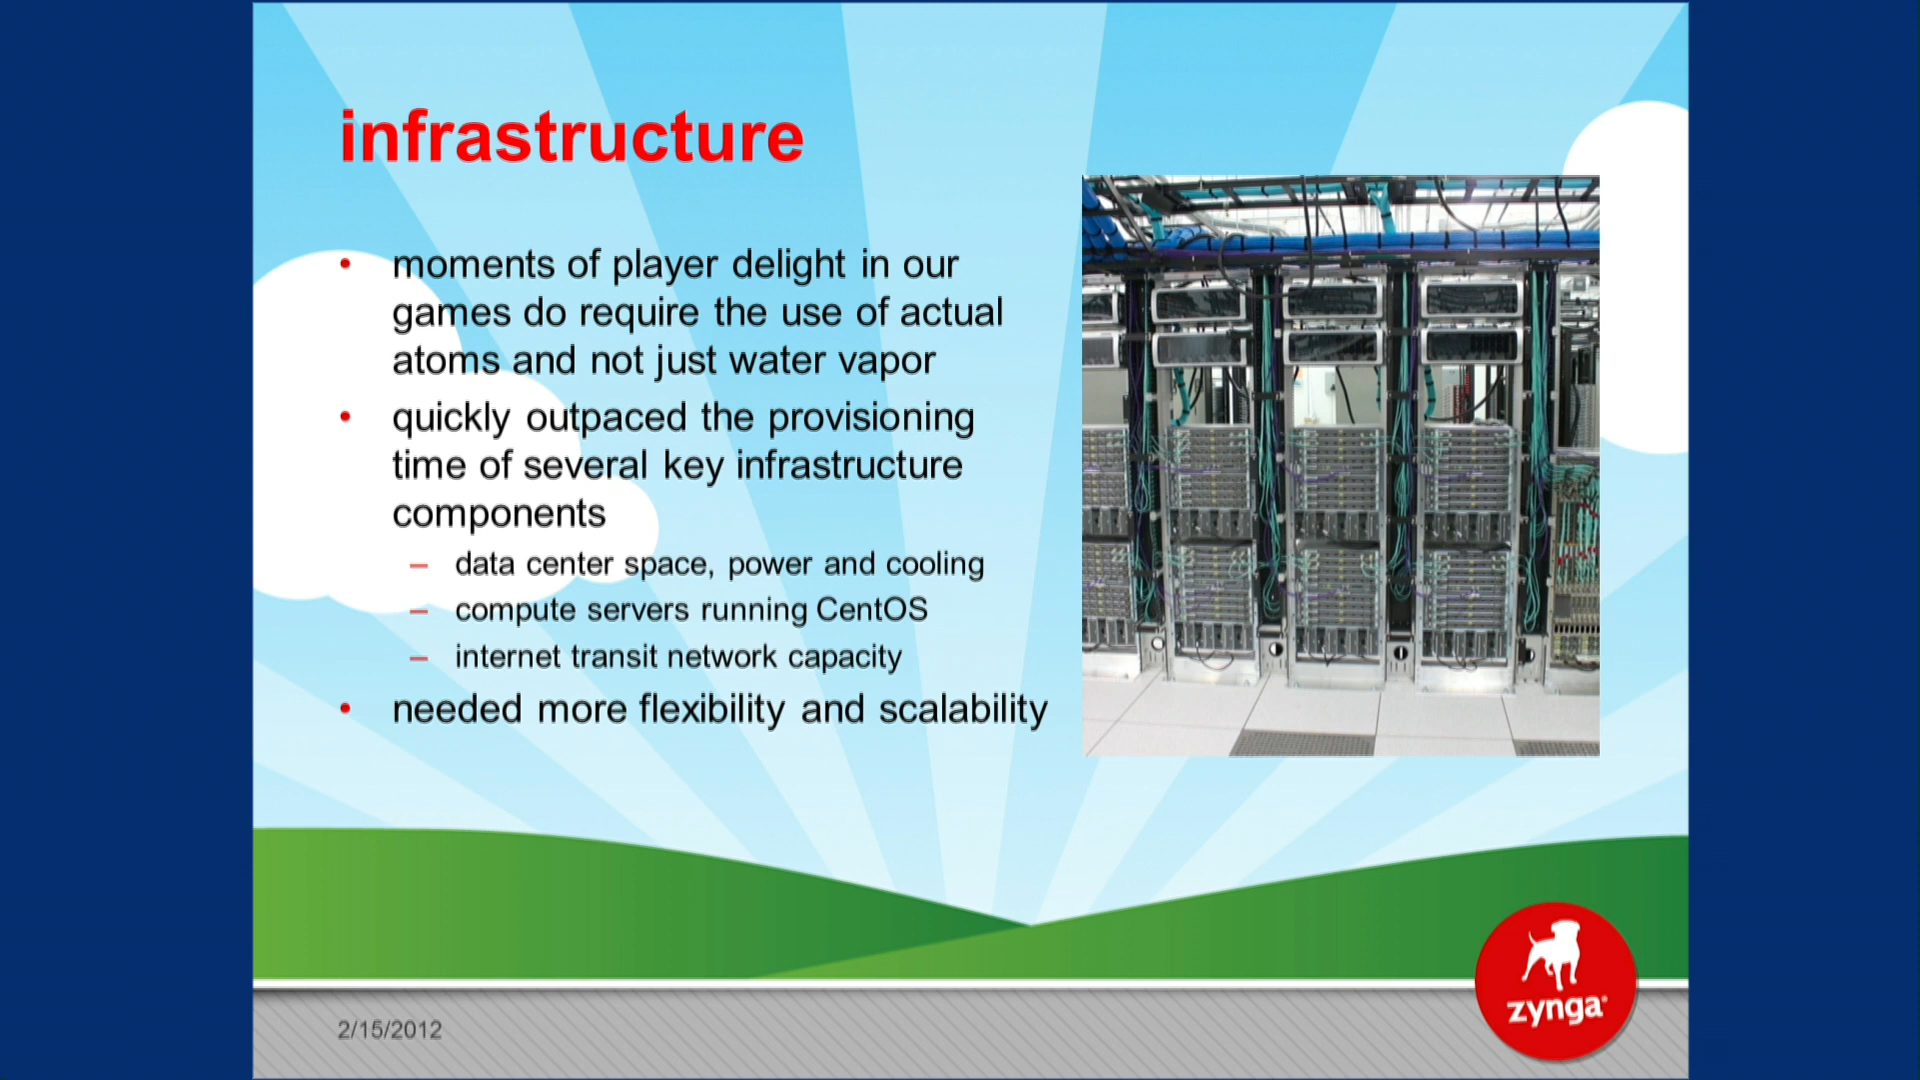 infrastructure
• moments of player delight in our
games do require the use of actual
atoms and not just water vapor
• quickly outpaced the provisioning
time of several key infrastructure
components
– data center space, power and cooling
– compute servers running CentOS
– internet transit network capacity
• needed more flexibility and scalability
zynga
2/15/2012